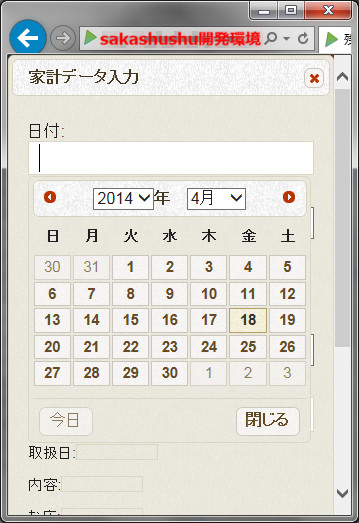 sakashushu開発環境
家計データ入力
日付:
2014 年 4月
日 月 火 水 木 金 土
30 31 1 2 3 4 5
6 7 8 9 10 11 12
13 14 15 16 17 18 19
20 21 22 23 24 25 26
27 28 29 30 1 2 3
今日 閉じる
取扱日:
内容:
お店: